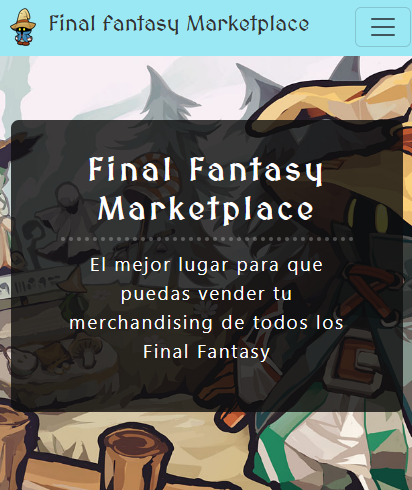 Final Fantasy Marketplace
Final Fantasy
Marketplace
El mejor lugar para que
puedas vender tu
merchandising de todos los
Final Fantasy